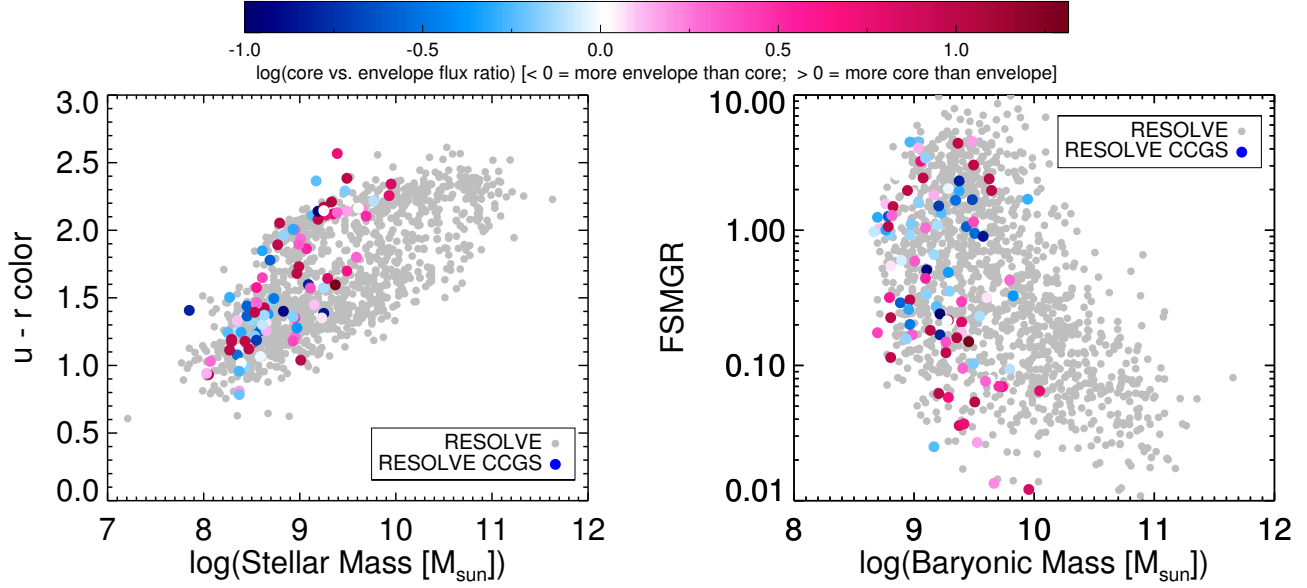 -1.0 -0.5 0.0 0.5 1.0
log(core vs. envelope flux ratio) [< 0 = more envelope than core; > 0 = more core than envelope]
u - r color
3.0
2.5
2.0
1.5
1.0
0.5
0.0
RESOLVE
RESOLVE CCGS
7 8 9 10 11 12
log(Stellar Mass [M_sun])
FSMGR
10.00
1.00
0.10
0.01
RESOLVE
RESOLVE CCGS
8 9 10 11 12
log(Baryonic Mass [M_sun])